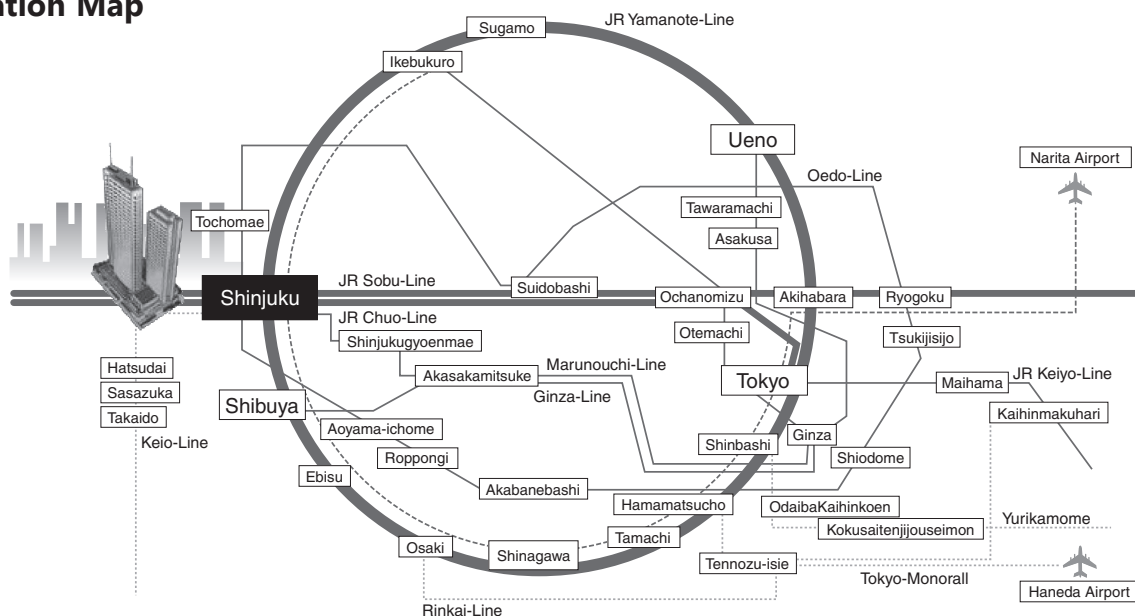 ation Map
Sugamo
JR Yamanote-Line
Ikebukuro
Ueno
Narita Airport
Oedo-Line
Tawaramachi
Tochomae
Asakusa
Shinjuku
JR Sobu-Line
Suidobashi
Ochanomizu
Akihabara
Ryogoku
JR Chuo-Line
Shinjukugyoenmae
Otemachi
Tsukijisijo
Hatsudai
Sasazuka
Takaido
Keio-Line
Akasakamitsuke
Marunouchi-Line
Ginza-Line
Tokyo
Maihama
JR Keiyo-Line
Kaihinmakuhari
Shibuya
Aoyama-ichome
Roppongi
Shinbashi
Ginza
Shiodome
Ebisu
Akabanebashi
Hamamatsucho
OdaibaKaihinkoen
Kokusaitenjijouseimon
Yurikamome
Osaki
Shinagawa
Tamachi
Tennozu-isie
Tokyo-Monorall
Haneda Airport
Rinkai-Line